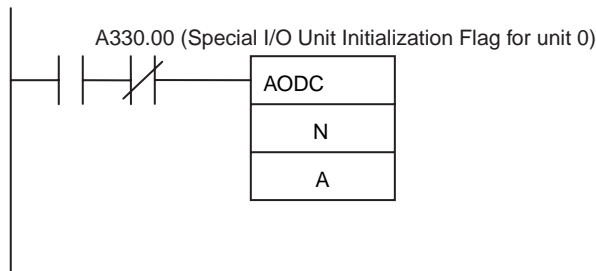 A330.00 (Special I/O Unit Initialization Flag for unit 0)
AODC
N
A